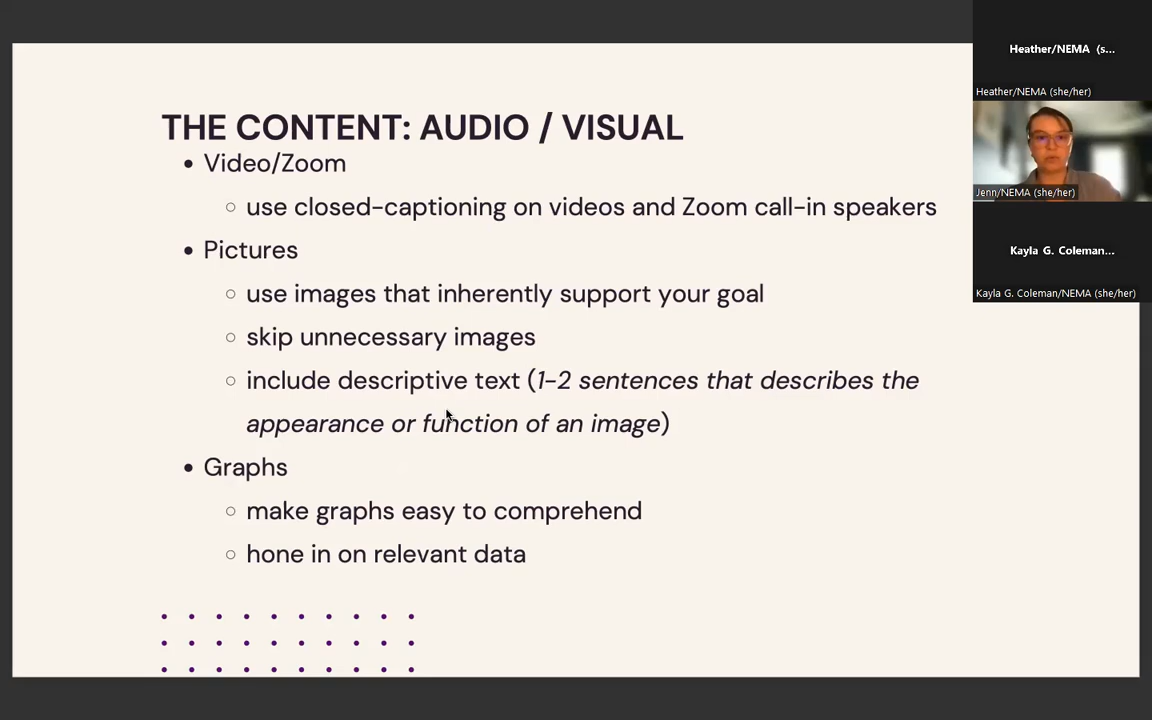 THE CONTENT: AUDIO / VISUAL
• Video/Zoom
○ use closed-captioning on videos and Zoom call-in speakers
• Pictures
○ use images that inherently support your goal
○ skip unnecessary images
○ include descriptive text (1-2 sentences that describes the
appearance or function of an image)
• Graphs
○ make graphs easy to comprehend
○ hone in on relevant data
Heather/NEMA (s...
Heather/NEMA (she/her)
Jenn/NEMA (she/her)
Kayla G. Coleman...
Kayla G. Coleman/NEMA (she/her)